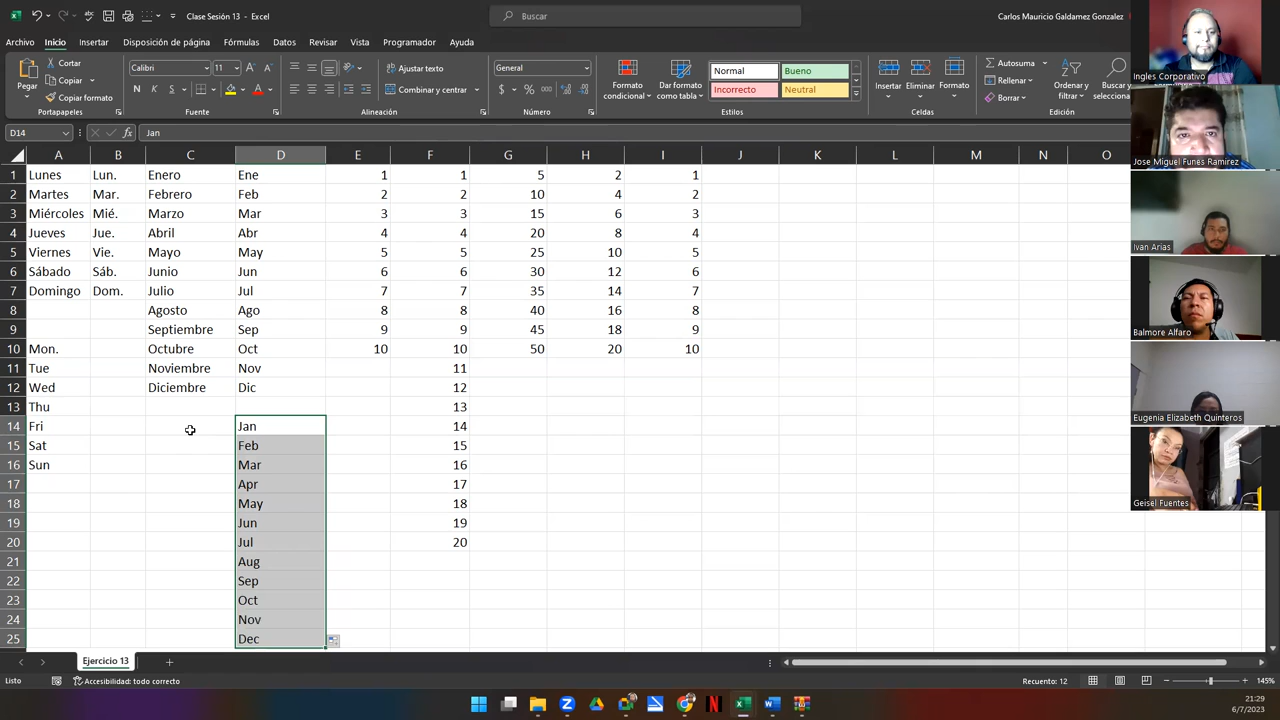 Clase Sesión 13 - Excel
Buscar
Carlos Mauricio Galdamez Gonzalez
Archivo Inicio Insertar Disposición de página Fórmulas Datos Revisar Vista Programador Ayuda
Pegar
Cortar
Copiar
Copiar formato
Portapapeles
Calibri 11
N K S
Fuente
Ajustar texto
Combinar y centrar
Alineación
General
Número
Formato condicional
Dar formato como tabla
Normal Bueno
Incorrecto Neutral
Estilos
Insertar Eliminar Formato
Celdas
Autosuma
Rellenar
Borrar
Ordenar y filtrar
Buscar y
Edición
D14 fx Jan
A B C D E F G H I J K L M N O
1 Lunes Lun. Enero Ene 1 1 5 2 1
2 Martes Mar. Febrero Feb 2 2 10 4 2
3 Miércoles Mié. Marzo Mar 3 3 15 6 3
4 Jueves Jue. Abril Abr 4 4 20 8 4
5 Viernes Vie. Mayo May 5 5 25 10 5
6 Sábado Sáb. Junio Jun 6 6 30 12 6
7 Domingo Dom. Julio Jul 7 7 35 14 7
8 Agosto Ago 8 8 40 16 8
9 Septiembre Sep 9 9 45 18 9
10 Mon. Octubre Oct 10 10 50 20 10
11 Tue Noviembre Nov 11
12 Wed Diciembre Dic 12
13 Thu 13
14 Fri Jan 14
15 Sat Feb 15
16 Sun Mar 16
17 Apr 17
18 May 18
19 Jun 19
20 Jul 20
21 Aug
22 Sep
23 Oct
24 Nov
25 Dec
Ejercicio 13
Listo Accesibilidad: todo correcto Recuento: 12 145%
21:29
6/7/2023
Ingles Corporativo
Jose Miguel Funes Ramirez
Ivan Arias
Balmore Alfaro
Eugenia Elizabeth Quinteros
Geisel Fuentes